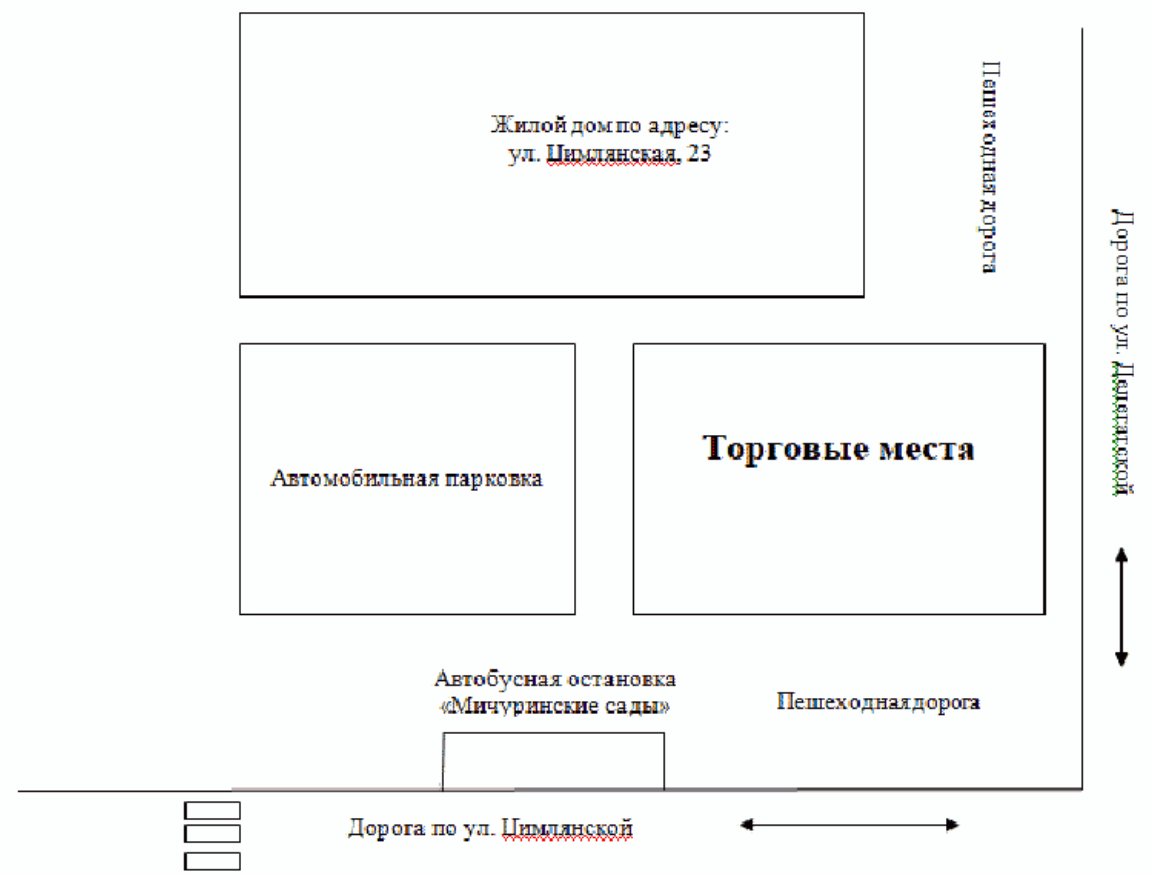 Жилой дом по адресу:
ул. Цимлянская, 23
Пешеходная дорога
Дорога по ул. Делегатской
Торговые места
Автомобильная парковка
Автобусная остановка
«Мичуринские сады»
Пешеходная дорога
Дорога по ул. Цимлянской